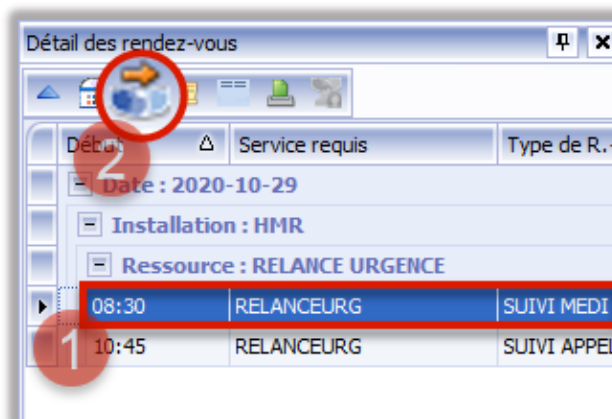 Détail des rendez-vous
Début Service requis Type de R.-
Date : 2020-10-29
Installation : HMR
Ressource : RELANCE URGENCE
08:30 RELANCEURG SUIVI MEDI
10:45 RELANCEURG SUIVI APPEL
2
1